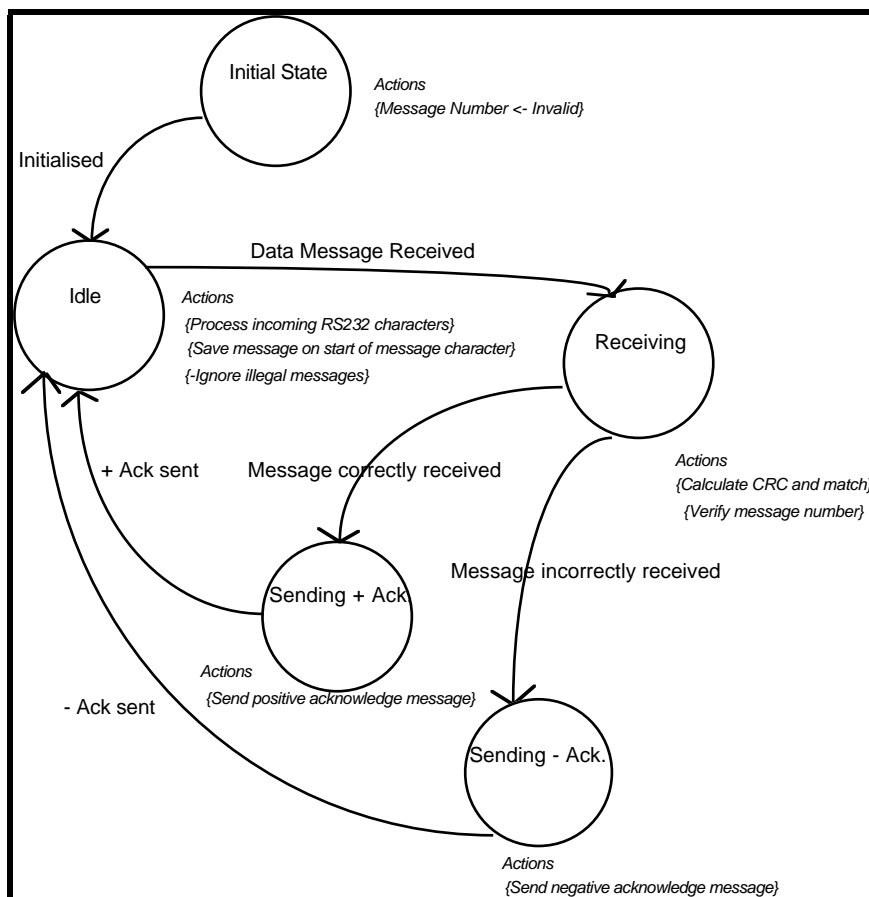 Initial State
Actions
{Message Number <- Invalid}
Initialised
Data Message Received
Idle
Actions
{Process incoming RS232 characters}
{Save message on start of message character}
{-Ignore illegal messages}
Receiving
+ Ack sent
Message correctly received
Actions
{Calculate CRC and match}
{Verify message number}
Message incorrectly received
Sending + Ack.
Actions
{Send positive acknowledge message}
- Ack sent
Sending - Ack.
Actions
{Send negative acknowledge message}